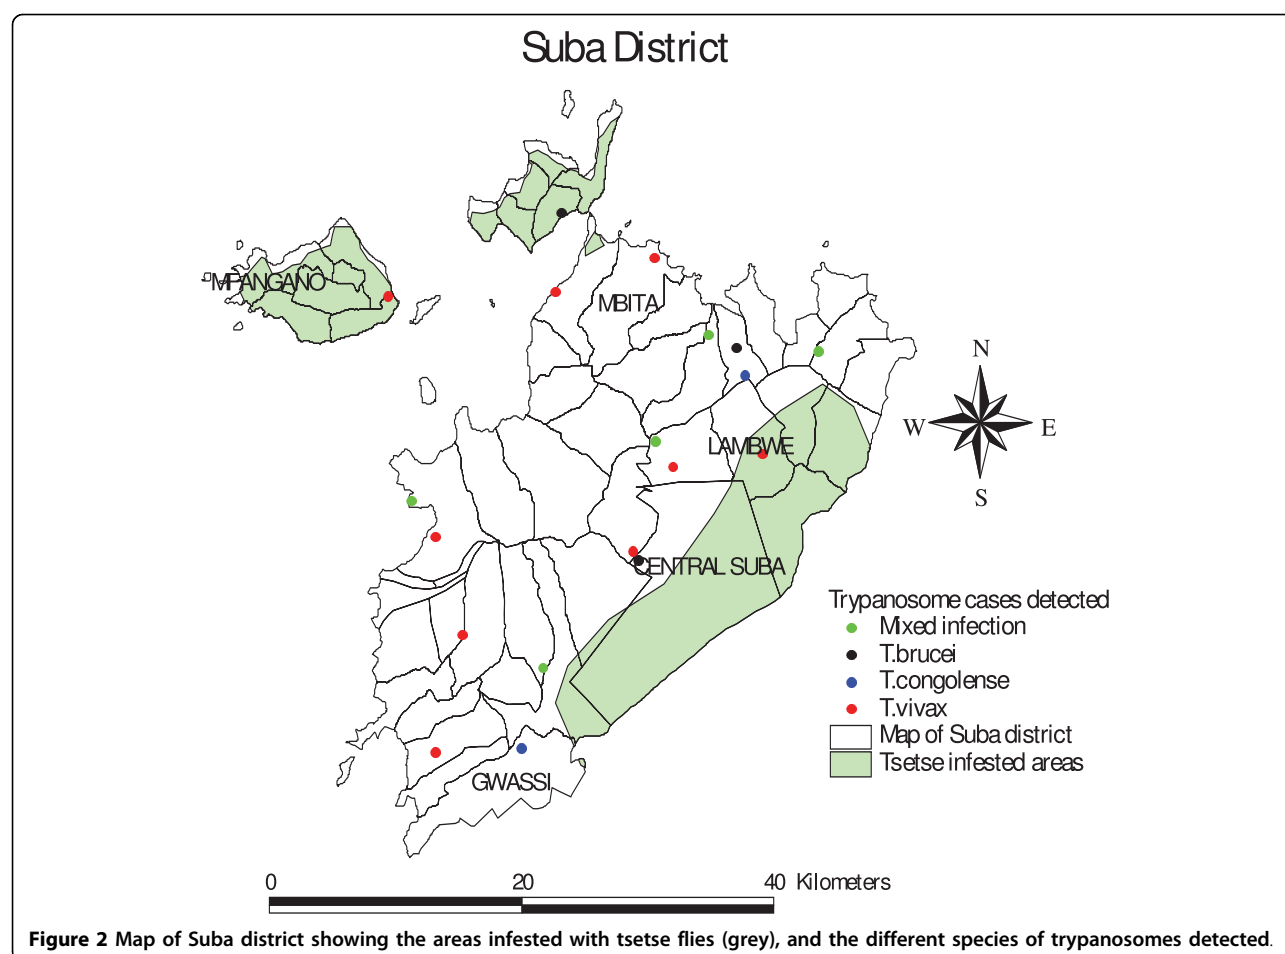 Suba District
MFANGANO
MBITA
N
W
E
S
LAMBWE
CENTRAL SUBA
GWASSI
Trypanosome cases detected
Mixed infection
T.brucei
T.congolense
T.vivax
Map of Suba district
Tsetse infested areas
0 20 40 Kilometers
Figure 2 Map of Suba district showing the areas infested with tsetse flies (grey), and the different species of trypanosomes detected.